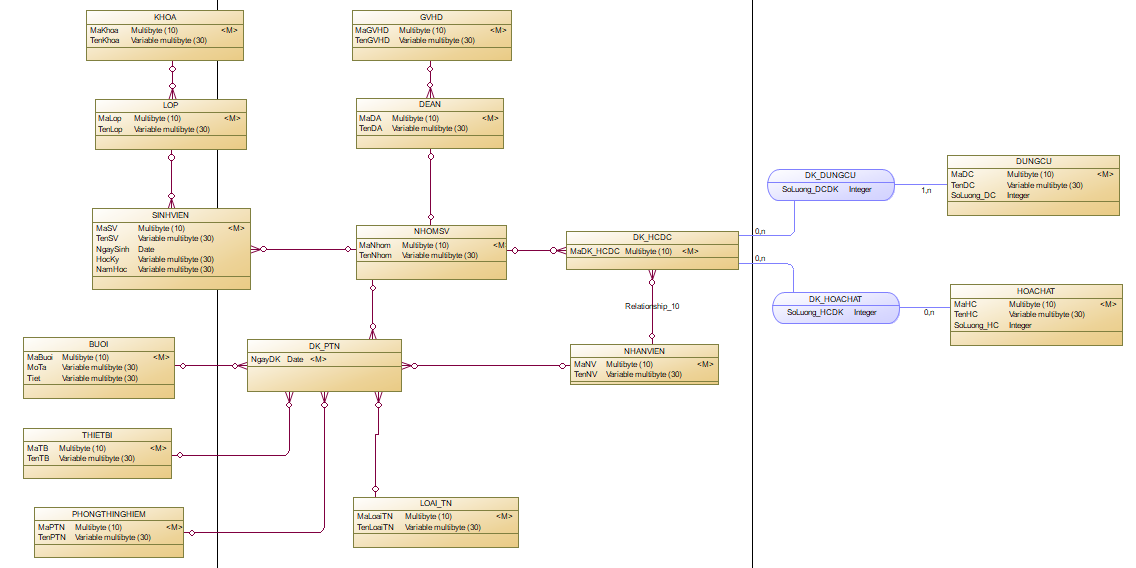 KHOA
MaKhoa Multibyte (10) <M>
TenKhoa Variable multibyte (30)
GVHD
MaGVHD Multibyte (10) <M>
TenGVHD Variable multibyte (30)
LOP
MaLop Multibyte (10) <M>
TenLop Variable multibyte (30)
DEAN
MaDA Multibyte (10) <M>
TenDA Variable multibyte (30)
SINHVIEN
MaSV Multibyte (10) <M>
TenSV Variable multibyte (30)
NgaySinh Date
HocKy Variable multibyte (30)
NamHoc Variable multibyte (30)
NHOMSV
MaNhom Multibyte (10) <M
TenNhom Variable multibyte (30)
DK_HCDC
MaDK_HCDC Multibyte (10) <M>
DK_DUNGCU
SoLuong_DCDK Integer
1,n
DUNGCU
MaDC Multibyte (10) <M>
TenDC Variable multibyte (30)
SoLuong_DC Integer
0,n
0,n
DK_HOACHAT
SoLuong_HCDK Integer
0,n
HOACHAT
MaHC Multibyte (10) <M>
TenHC Variable multibyte (30)
SoLuong_HC Integer
Relationship_10
BUOI
MaBuoi Multibyte (10) <M>
MoTa Variable multibyte (30)
Tiet Variable multibyte (30)
DK_PTN
NgayDK Date <M>
NHANVIEN
MaNV Multibyte (10) <M>
TenNV Variable multibyte (30)
THIETBI
MaTB Multibyte (10) <M>
TenTB Variable multibyte (30)
PHONGTHINGHIEM
MaPTN Multibyte (10) <M>
TenPTN Variable multibyte (30)
LOAI_TN
MaLoaiTN Multibyte (10) <M>
TenLoaiTN Variable multibyte (30)